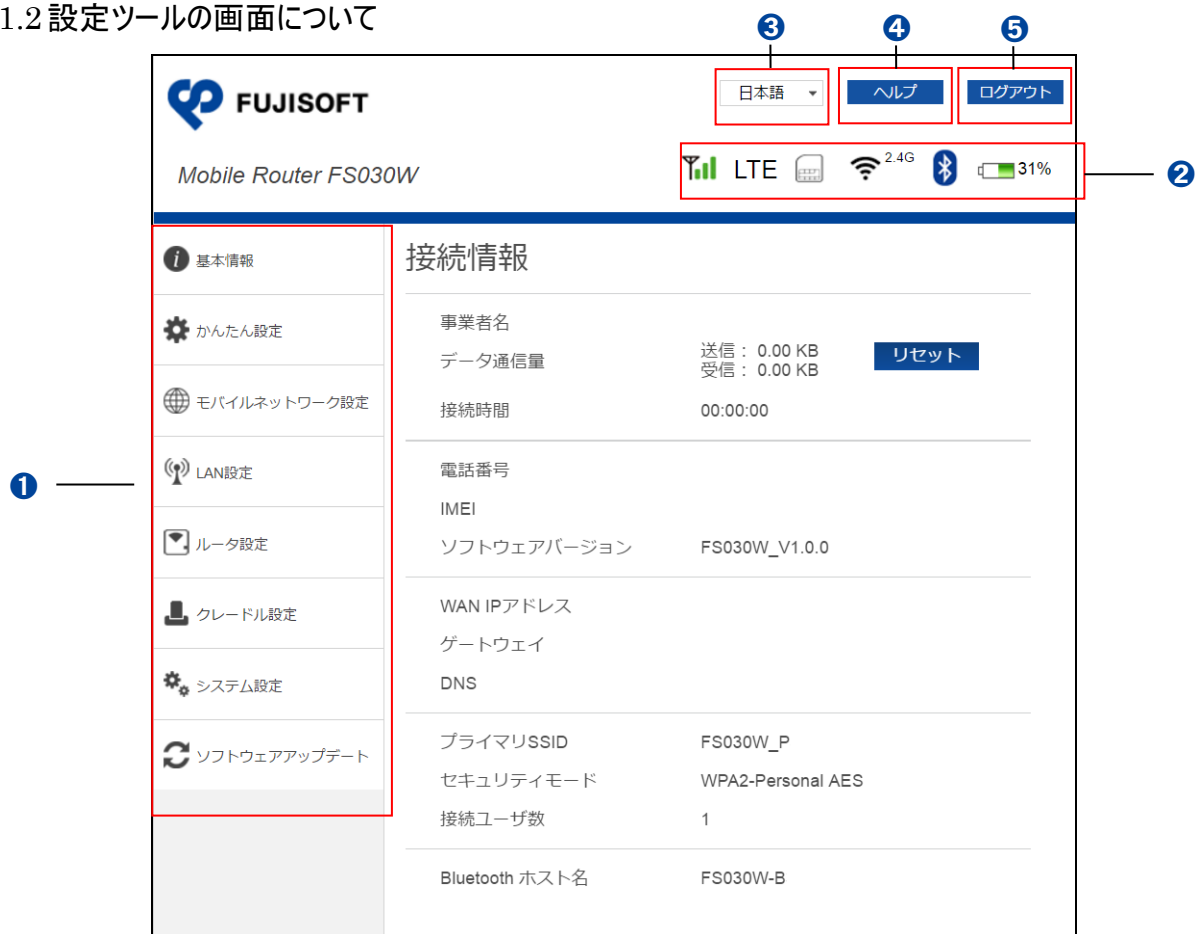 1.2 設定ツールの画面について
❸ ❹ ❺
FUJISOFT
日本語 ヘルプ ログアウト
Mobile Router FS030W
LTE 2.4G 31%
❷
基本情報
かんたん設定
モバイルネットワーク設定
LAN設定
❶
ルータ設定
クレードル設定
システム設定
ソフトウェアアップデート
接続情報
事業者名
データ通信量 送信: 0.00 KB リセット
受信: 0.00 KB
接続時間 00:00:00
電話番号
IMEI
ソフトウェアバージョン FS030W_V1.0.0
WAN IPアドレス
ゲートウェイ
DNS
プライマリSSID FS030W_P
セキュリティモード WPA2-Personal AES
接続ユーザ数 1
Bluetooth ホスト名 FS030W-B